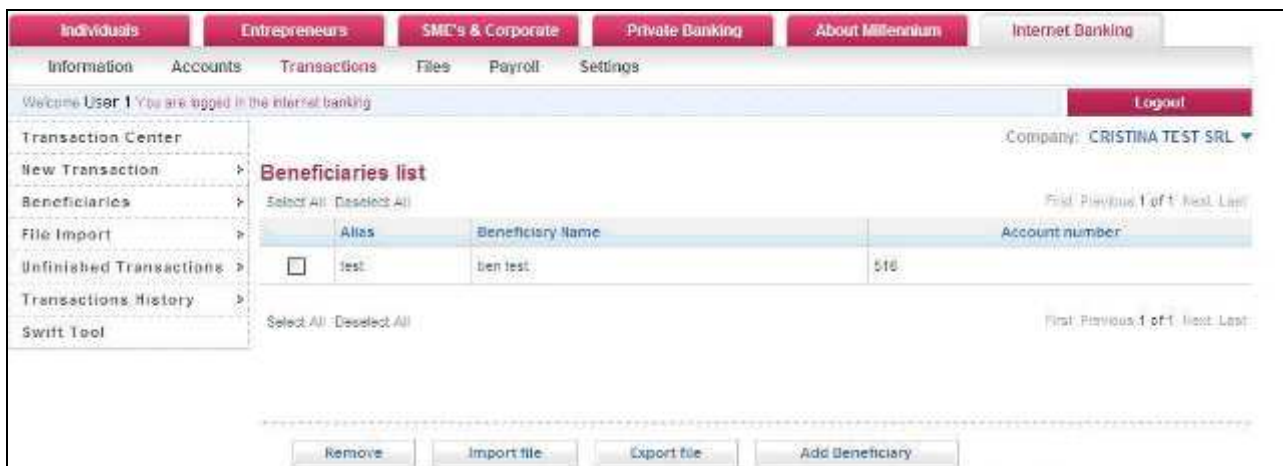 Individuals Entrepreneurs SME's & Corporate Private Banking About Millennium Internet Banking
Information Accounts Transactions Files Payroll Settings
Welcome User 1 You are logged in the internet banking Logout
Transaction Center
Company: CRISTINA TEST SRL
New Transaction
Beneficiaries list
Beneficiaries
Select All Deselect All First Previous 1 of 1 Next Last
File Import
Alias Beneficiary Name Account number
Unfinished Transactions
test ben test 516
Transactions History
Select All Deselect All First Previous 1 of 1 Next Last
Swift Tool
Remove Import file Export file Add Beneficiary